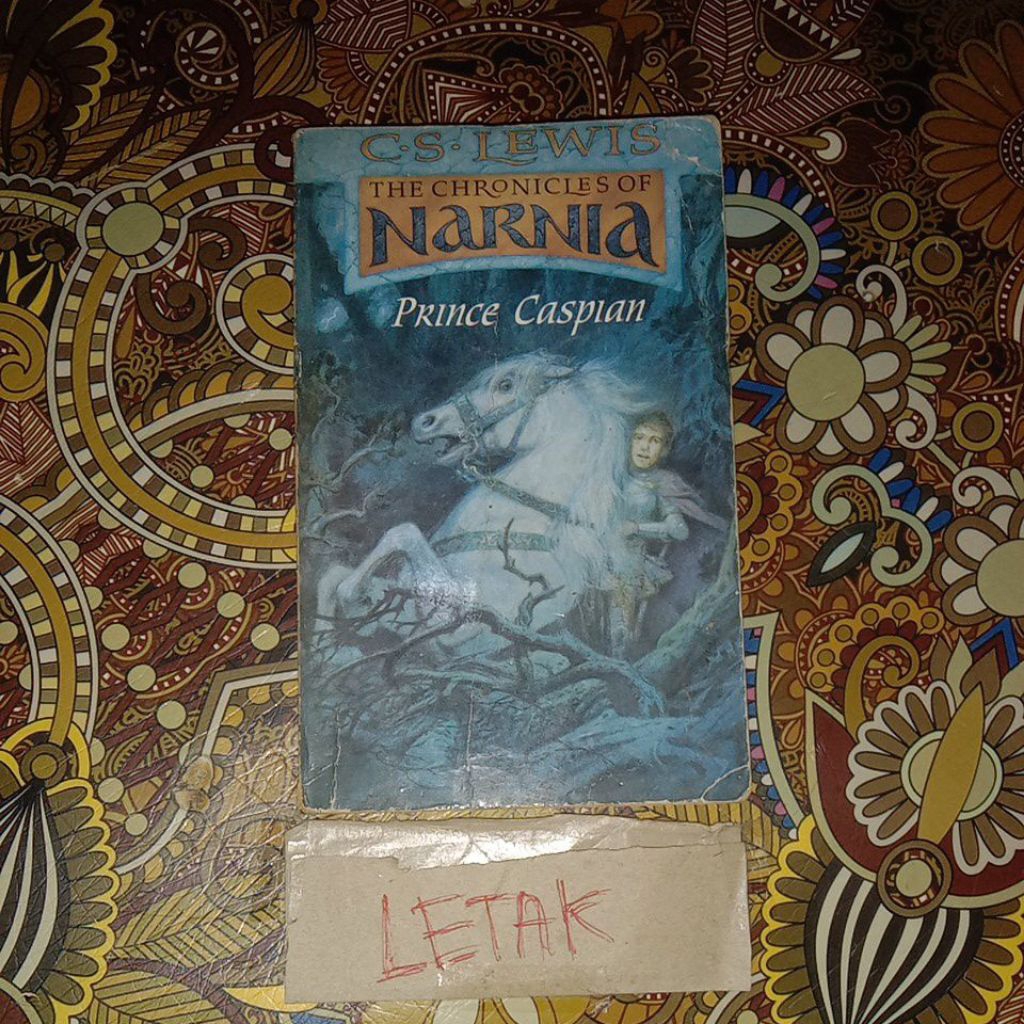 C·S·LEWIS
THE CHRONICLES OF
NARNIA
Prince Caspian
LETAK